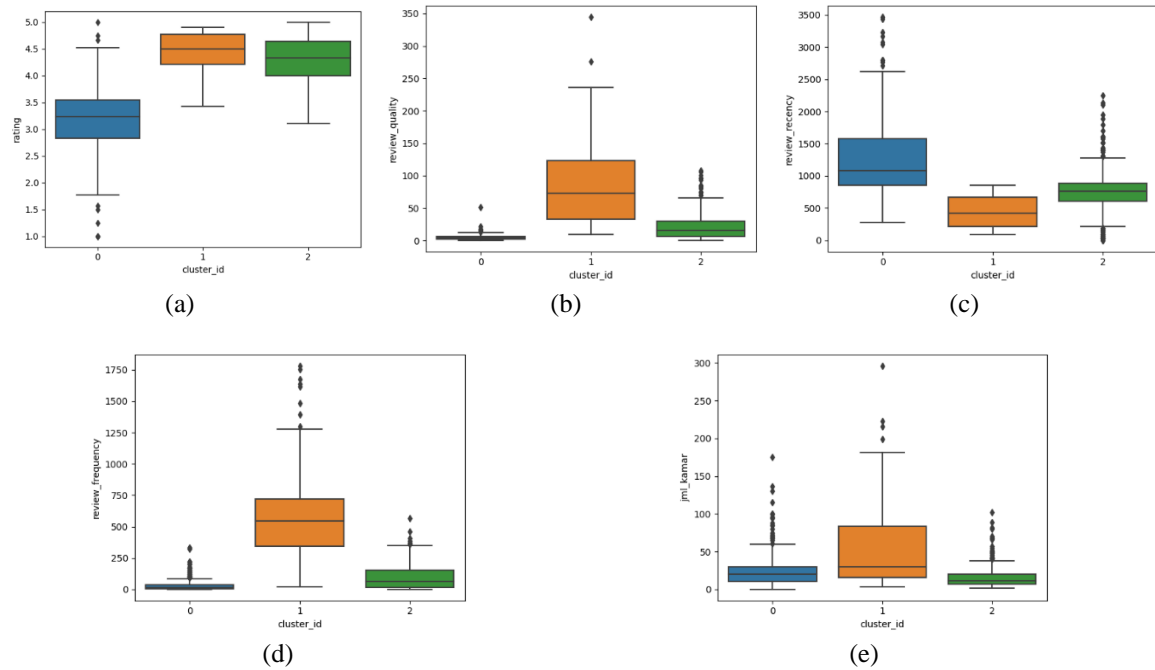 5.0
4.5
4.0
3.5
3.0
2.5
2.0
1.5
1.0
rating
0 1 2
cluster_id
(a)
350
300
250
200
150
100
50
0
review_quality
0 1 2
cluster_id
(b)
3500
3000
2500
2000
1500
1000
500
0
review_recency
0 1 2
cluster_id
(c)
1750
1500
1250
1000
750
500
250
0
review_frequency
0 1 2
cluster_id
(d)
300
250
200
150
100
50
0
jml_kamar
0 1 2
cluster_id
(e)